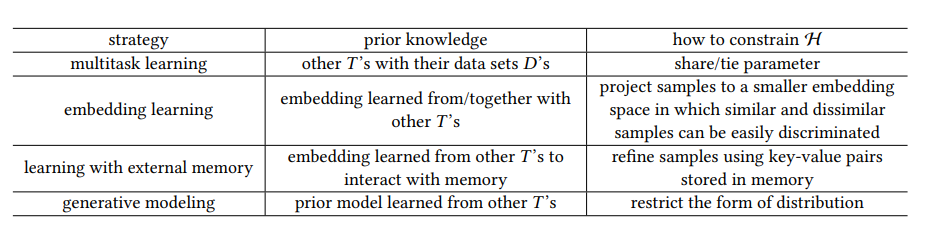 strategy prior knowledge how to constrain ℋ
multitask learning other T's with their data sets D's share/tie parameter
embedding learning embedding learned from/together with other T's project samples to a smaller embedding space in which similar and dissimilar samples can be easily discriminated
learning with external memory embedding learned from other T's to interact with memory refine samples using key-value pairs stored in memory
generative modeling prior model learned from other T's restrict the form of distribution